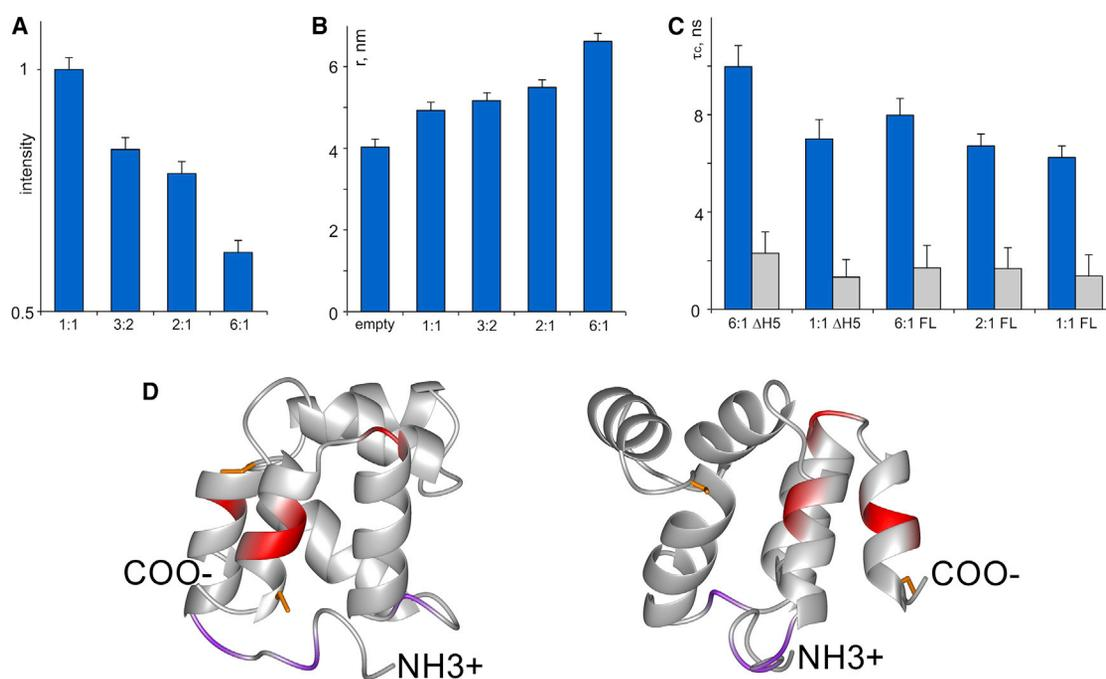 A
intensity
1
0.5
1:1 3:2 2:1 6:1
B
r, nm
6
4
2
0
empty 1:1 3:2 2:1 6:1
C
τc, ns
8
4
0
6:1 ΔH5 1:1 ΔH5 6:1 FL 2:1 FL 1:1 FL
D
COO-
NH3+
COO-
NH3+